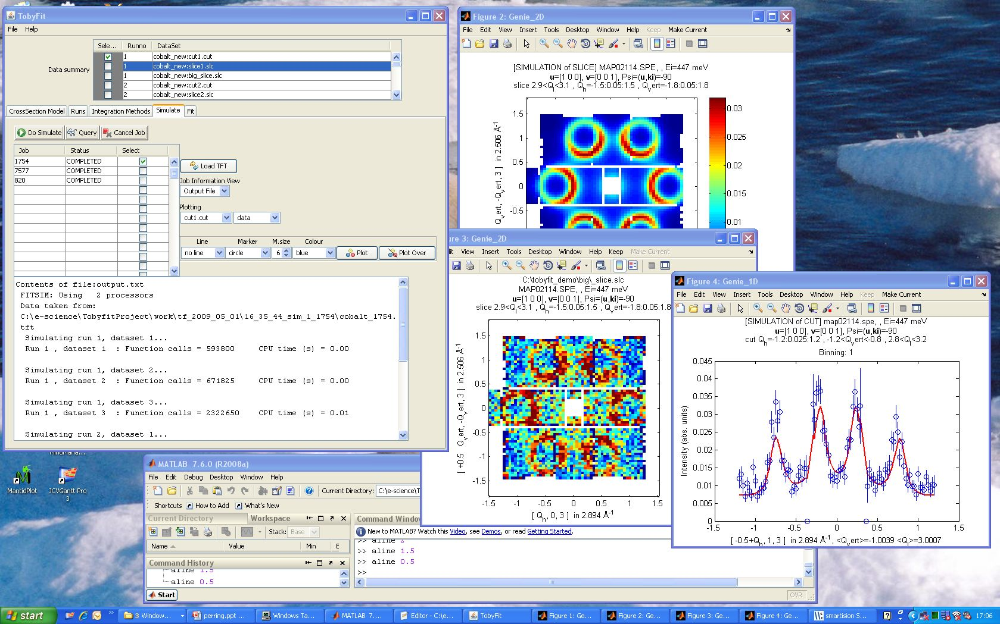 TobyFit
File Help
Sele... Runno DataSet
Data summary
1 cobalt_new:cut1.cut
1 cobalt_new:slice1.slc
1 cobalt_new:big_slice.slc
2 cobalt_new:cut2.cut
2 cobalt_new:slice2.slc
CrossSection Model Runs Integration Methods Simulate Fit
Do Simulate Query Cancel Job
Job Status Select
1754 COMPLETED
7577 COMPLETED
820 COMPLETED
Load TFT
Job Information View
Output File
Plotting
cut1.cut data
Line Marker M.size Colour
no line circle 6 blue Plot Plot Over
Contents of file:output.txt
FITSIM: Using 2 processors
Data taken from:
C:\e-science\TobyfitProject\work\tf_2009_05_01\16_35_44_sim_1_1754\cobalt_1754.
tft
Simulating run 1, dataset 1...
Run 1 , dataset 1 : Function calls = 593800 CPU time (s) = 0.00
Simulating run 1, dataset 2...
Run 1 , dataset 2 : Function calls = 671825 CPU time (s) = 0.00
Simulating run 1, dataset 3...
Run 1 , dataset 3 : Function calls = 2322650 CPU time (s) = 0.01
Simulating run 2, dataset 1...
Figure 2: Genie_2D
File Edit View Insert Tools Desktop Window Help Keep Make Current
[SIMULATION of SLICE] MAP02114.SPE, , Ei=447 meV
u=[1 0 0], v=[0 0 1], Psi=(u,ki)=-90
slice 2.9<Ql<3.1 , Qh=-1.5:0.05:1.5 , Qvert=-1.8:0.05:1.8
1.5
1
0.5
0
-0.5
Qvert, -Qvert, 3 ] in 2.506 Å-1
0.03
0.025
0.02
0.015
0.01
ure 3: Genie_2D
it View Insert Tools Desktop Window Help Keep Make Current
C:\tobyfit_demo\big\_slice.slc
MAP02114.SPE, , Ei=447 meV
u=[1 0 0], v=[0 0 1], Psi=(u,ki)=-90
slice 2.9<Ql<3.1 , Qh=-1.5:0.05:1.5 , Qvert=-1.8:0.05:1.8
1.5
1
0.5
0
-0.5
-1
-1.5
[ +0.5 Qvert, -Qvert, 3 ] in 2.506 Å-1
-1.5 -1 -0.5 0 0.5 1 1.5
[ Qh, 0, 3 ] in 2.894 Å-1
Figure 4: Genie_1D
File Edit View Insert Tools Desktop Window Help Keep Make Current
[SIMULATION of CUT] map02114.spe, , Ei=447 meV
u=[1 0 0], v=[0 0 1], Psi=(u,ki)=-90
cut Qh=-1.2:0.025:1.2 , -1.2<Qvert<-0.8 , 2.8<Ql<3.2
Binning: 1
0.045
0.04
0.035
0.03
0.025
0.02
0.015
0.01
0.005
0
Intensity (abs. units)
-1.5 -1 -0.5 0 0.5 1 1.5
[ -0.5+Qh, 1, 3 ] in 2.894 Å-1 , <Qvert>=-1.0039 <Ql>=3.0007
MantidPlot
JCVGantt Pro
3
MATLAB 7.6.0 (R2008a)
File Edit Debug Desktop Window Help
Current Directory: C:\e-science\T
Shortcuts How to Add What's New
Current Directory Workspace
Stack: Base
Name Value Min
Command History
aline 1.5
aline 0.5
Command Windov
New to MATLAB? Watch this Video, see Demos, or read Getting Started.
>> aline 2
>> aline 1.5
>> aline 0.5
>>
Start
OVR
start
3 Window... perring.ppt ... Windows Ta... MATLAB 7.... Editor - C:\e... TobyFit Figure 1: Ge... Figure 2: Ge... Figure 3: Ge... Figure 4: Ge... smartision S... 17:06